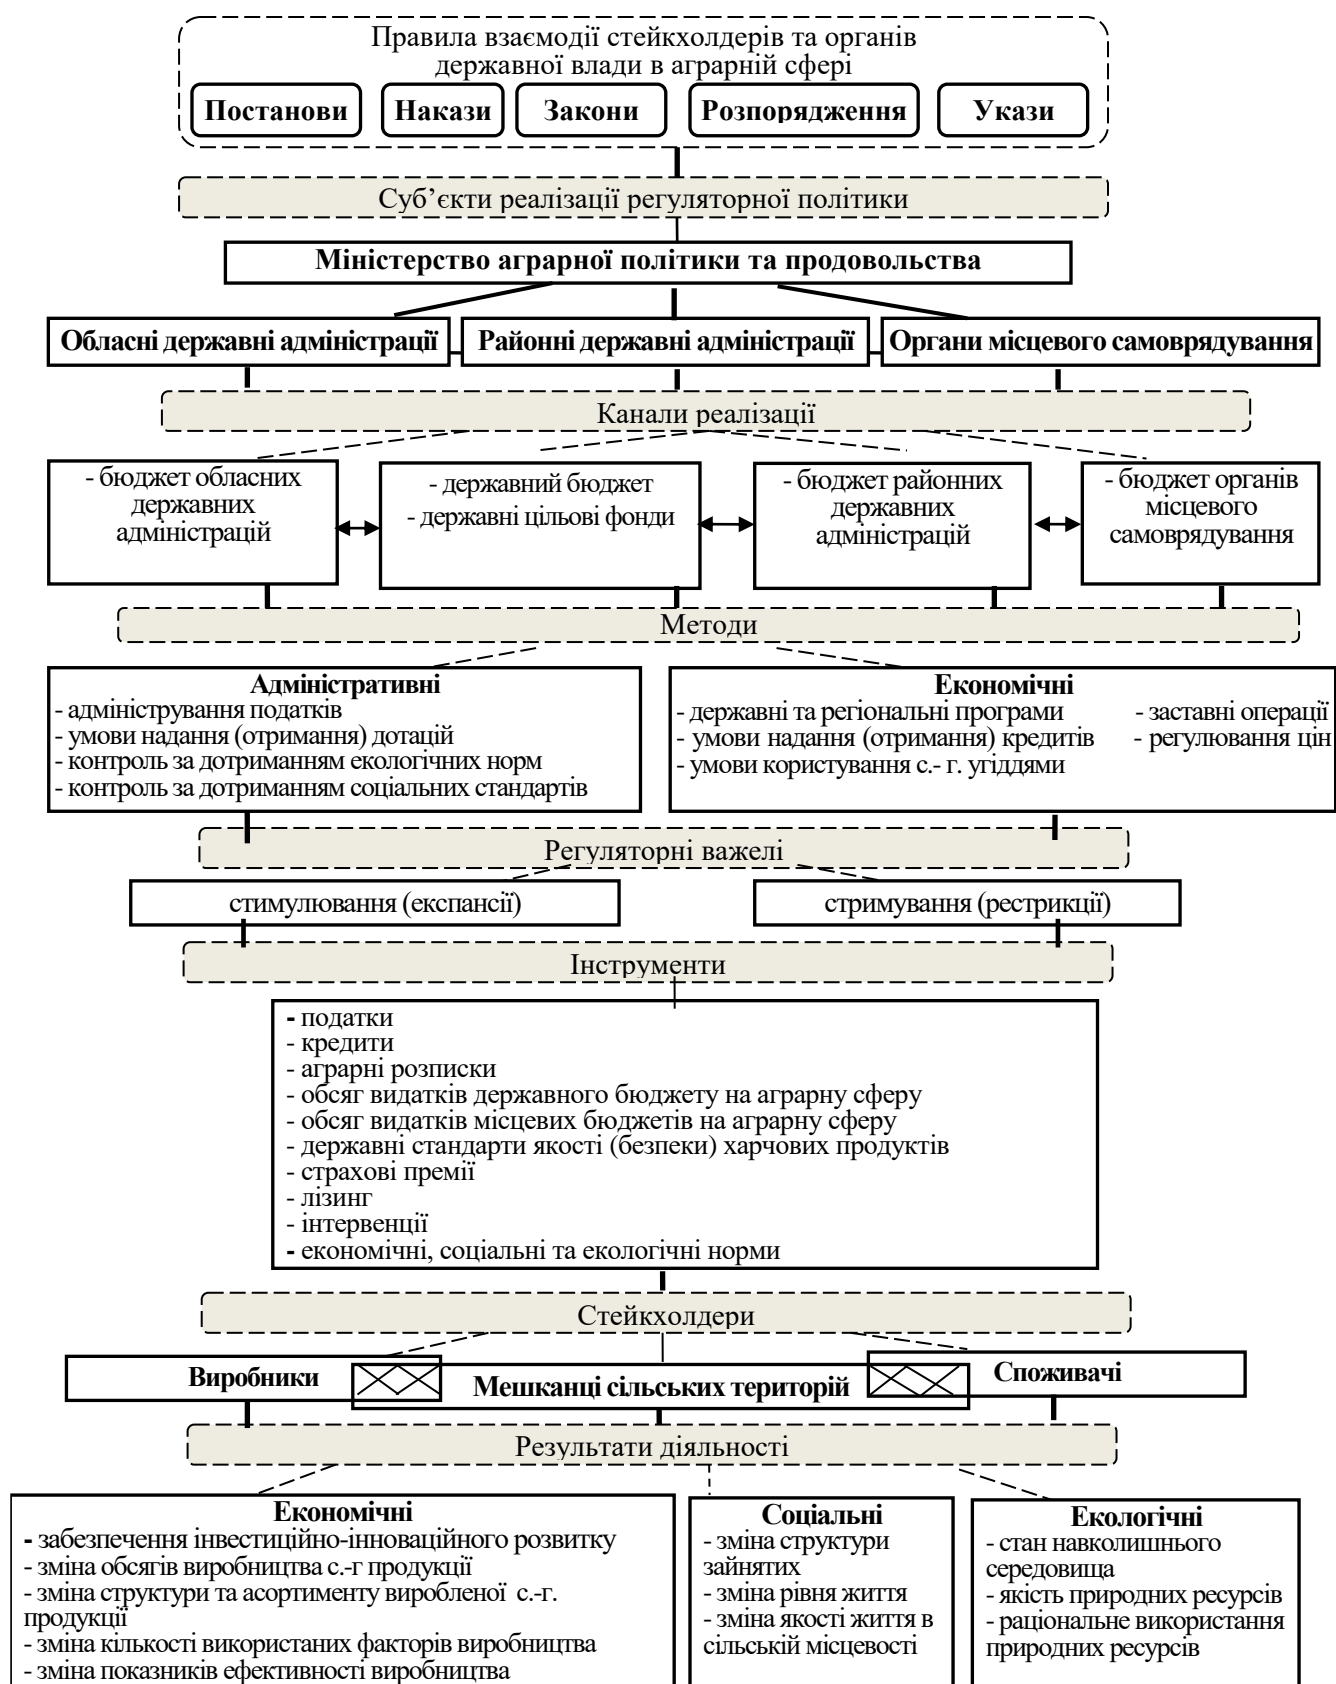 Правила взаємодії стейкхолдерів та органів
державної влади в аграрній сфері
Постанови
Накази
Закони
Розпорядження
Укази
Суб’єкти реалізації регуляторної політики
Міністерство аграрної політики та продовольства
Обласні державні адміністрації
Районні державні адміністрації
Органи місцевого самоврядування
Канали реалізації
- бюджет обласних
державних
адміністрацій
- державний бюджет
- державні цільові фонди
- бюджет районних
державних
адміністрацій
- бюджет органів
місцевого
самоврядування
Методи
Адміністративні
- адміністрування податків
- умови надання (отримання) дотацій
- контроль за дотриманням екологічних норм
- контроль за дотриманням соціальних стандартів
Економічні
- державні та регіональні програми
- умови надання (отримання) кредитів
- умови користування с.- г. угіддями
- заставні операції
- регулювання цін
Регуляторні важелі
стимулювання (експансії)
стримування (рестрикції)
Інструменти
- податки
- кредити
- аграрні розписки
- обсяг видатків державного бюджету на аграрну сферу
- обсяг видатків місцевих бюджетів на аграрну сферу
- державні стандарти якості (безпеки) харчових продуктів
- страхові премії
- лізинг
- інтервенції
- економічні, соціальні та екологічні норми
Стейкхолдери
Виробники
Мешканці сільських територій
Споживачі
Результати діяльності
Економічні
- забезпечення інвестиційно-інноваційного розвитку
- зміна обсягів виробництва с.-г продукції
- зміна структури та асортименту виробленої с.-г.
продукції
- зміна кількості використаних факторів виробництва
- зміна показників ефективності виробництва
Соціальні
- зміна структури
зайнятих
- зміна рівня життя
- зміна якості життя в
сільській місцевості
Екологічні
- стан навколишнього
середовища
- якість природних ресурсів
- раціональне використання
природних ресурсів